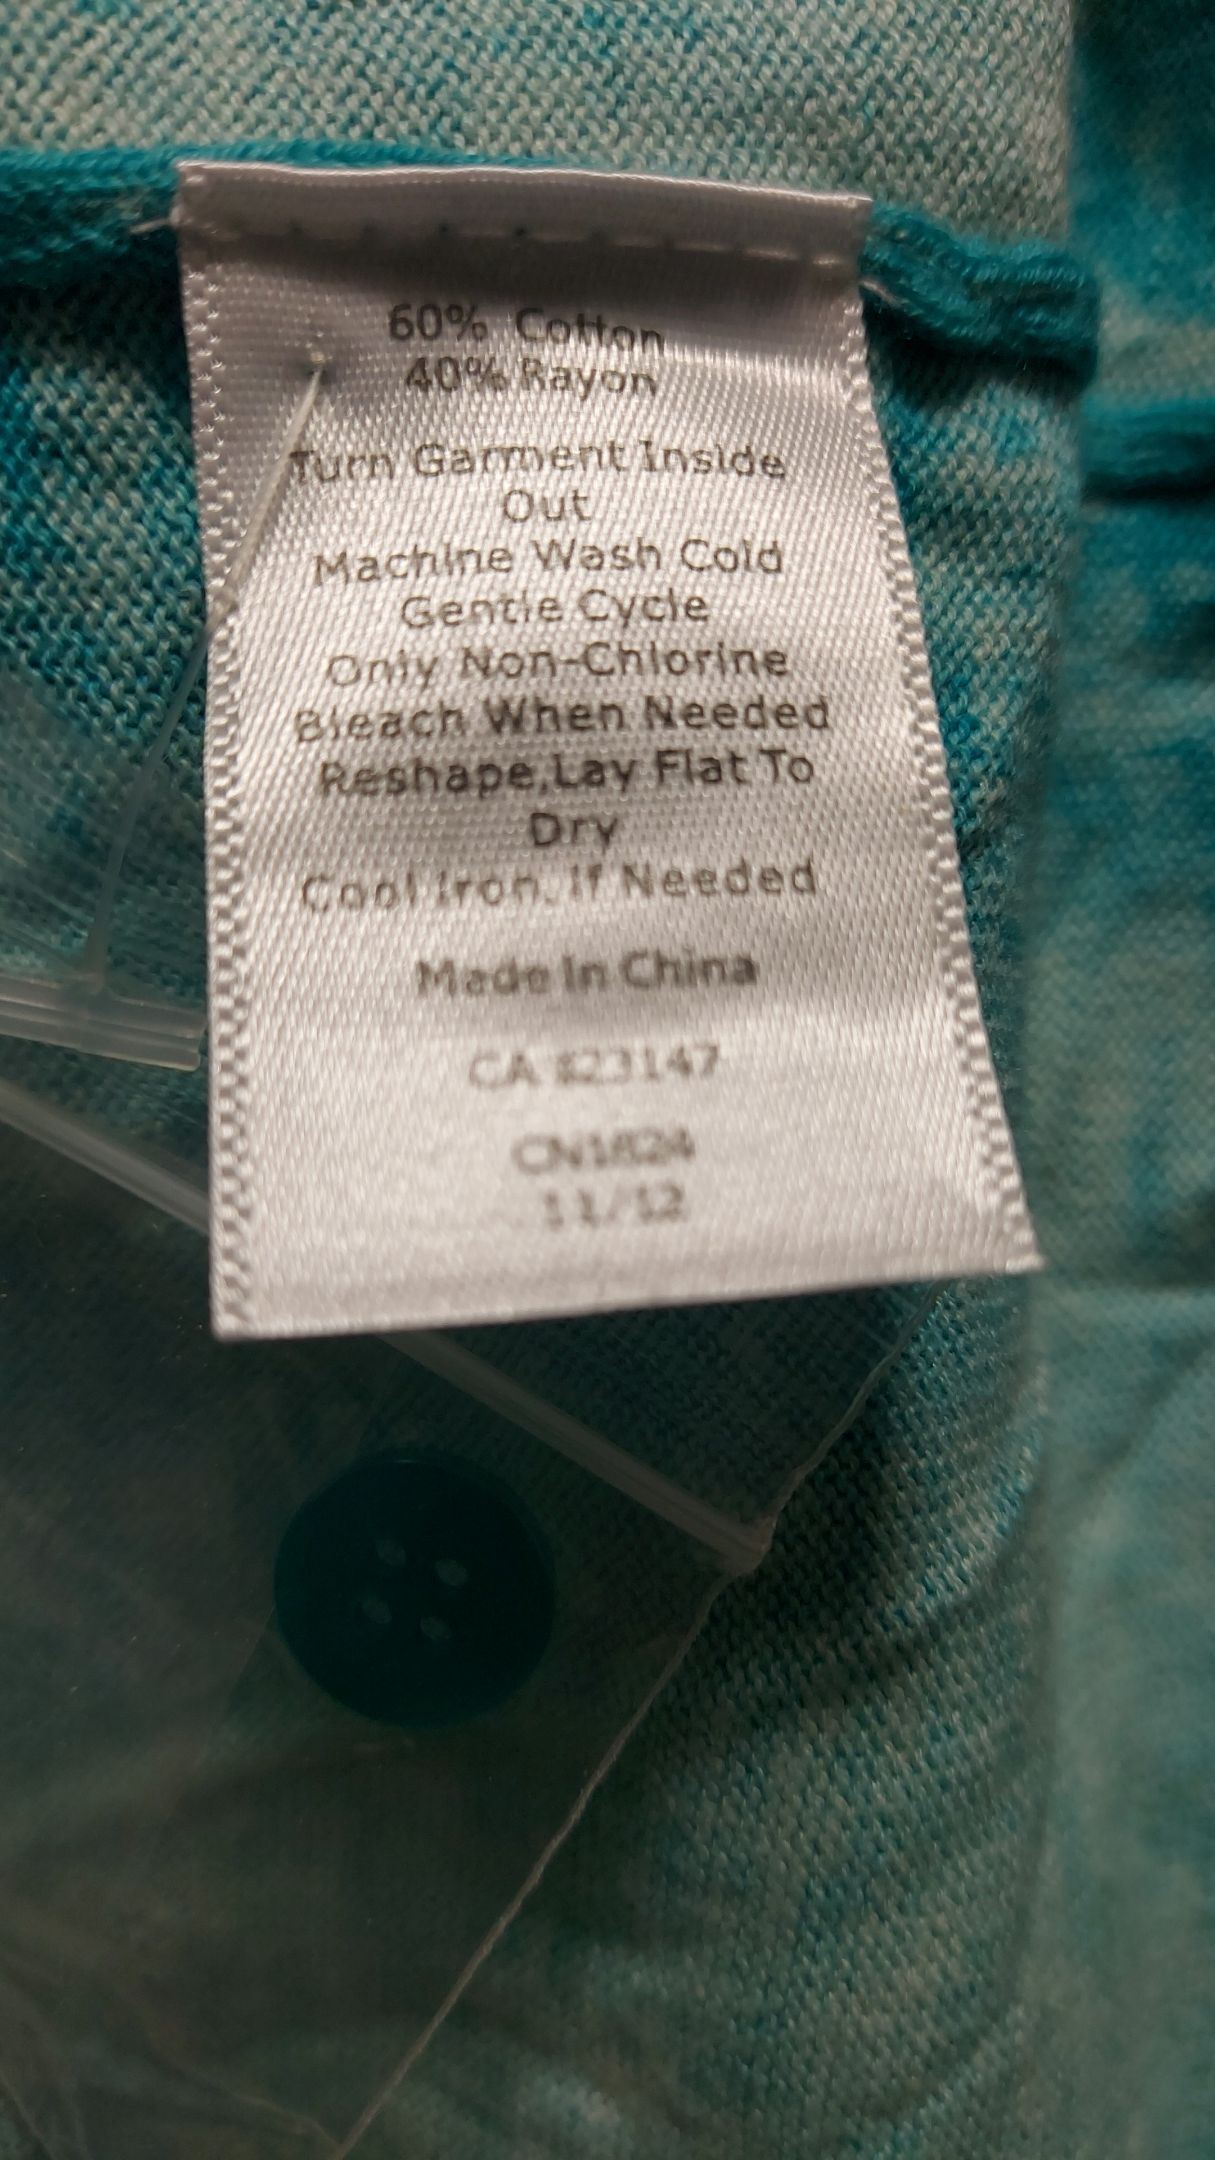 60% Cotton
40% Rayon
Turn Garment Inside
Out
Machine Wash Cold
Gentle Cycle
Only Non-Chlorine
Bleach When Needed
Reshape,Lay Flat To
Dry
Cool Iron, If Needed
Made In China
CA #23147
11/12